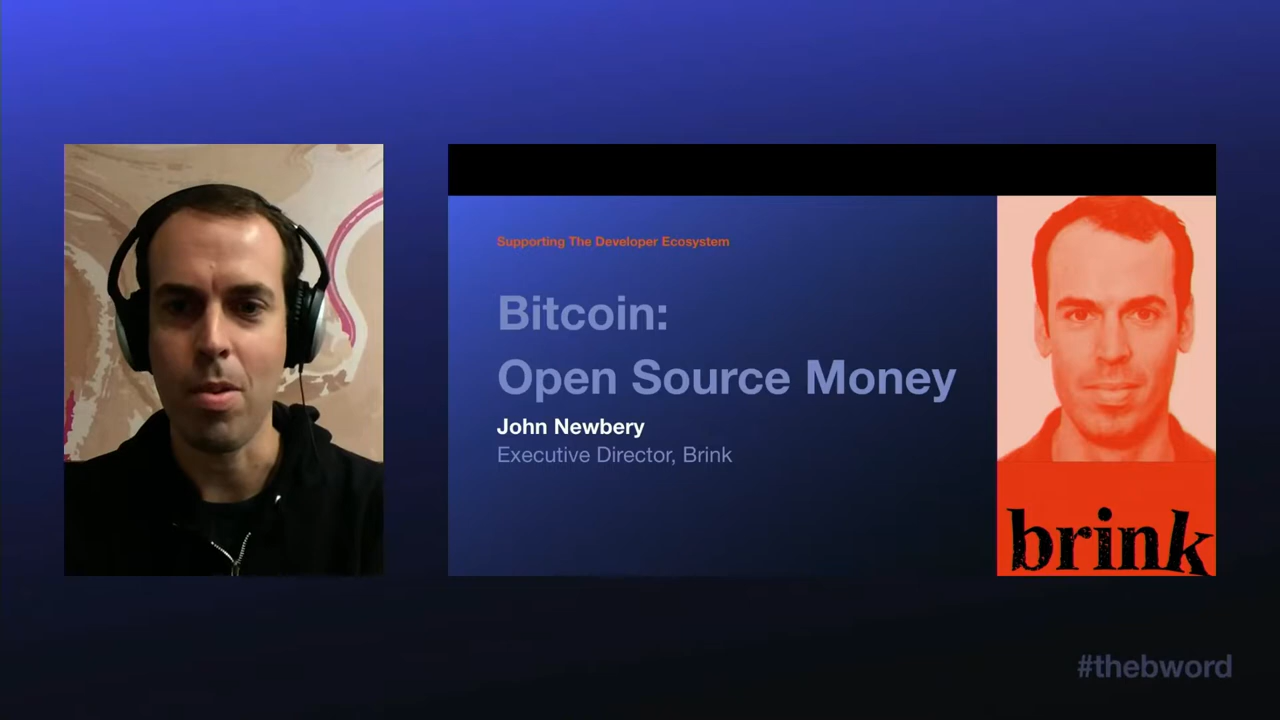 Supporting The Developer Ecosystem
Bitcoin:
Open Source Money
John Newbery
Executive Director, Brink
brink
#thebword